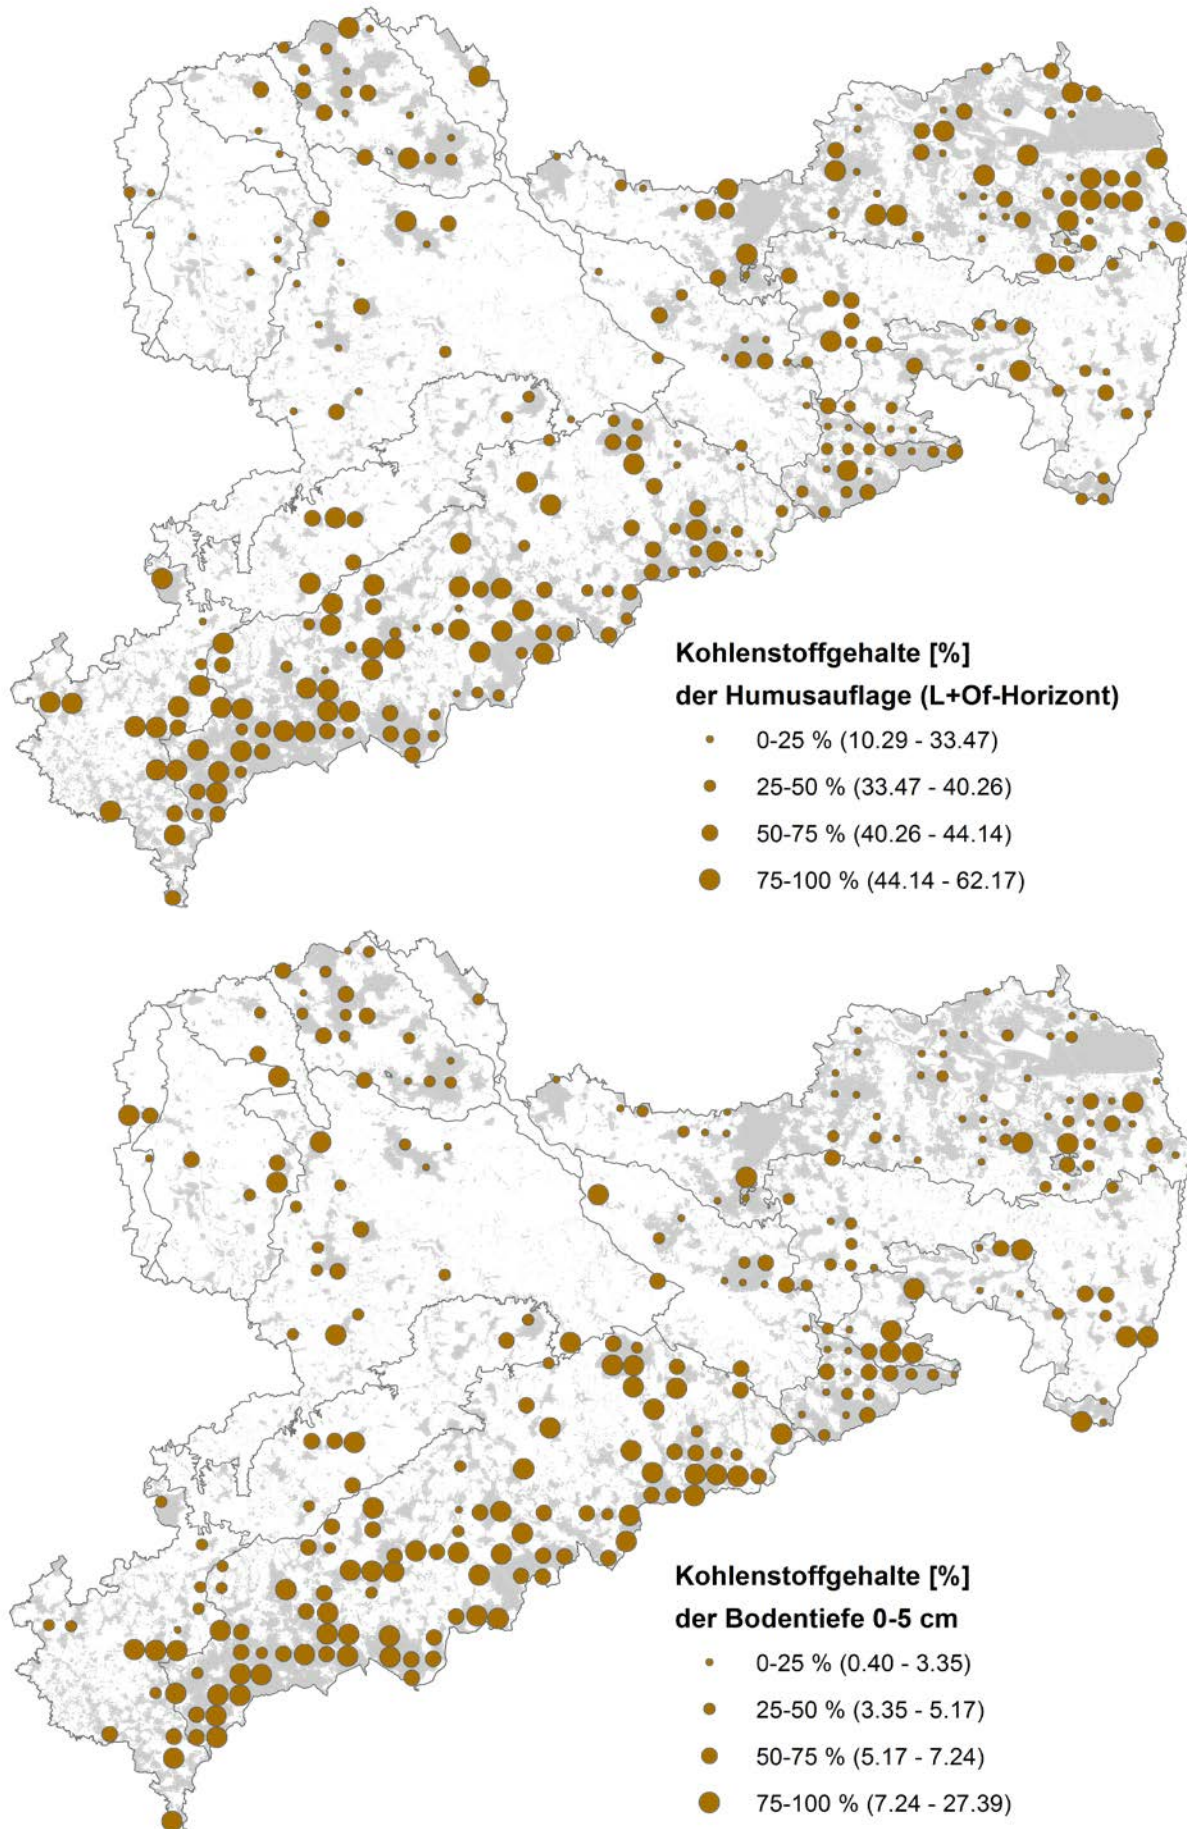 Kohlenstoffgehalte [%]
der Humusauflage (L+Of-Horizont)
0-25 % (10.29 - 33.47)
25-50 % (33.47 - 40.26)
50-75 % (40.26 - 44.14)
75-100 % (44.14 - 62.17)
Kohlenstoffgehalte [%]
der Bodentiefe 0-5 cm
0-25 % (0.40 - 3.35)
25-50 % (3.35 - 5.17)
50-75 % (5.17 - 7.24)
75-100 % (7.24 - 27.39)